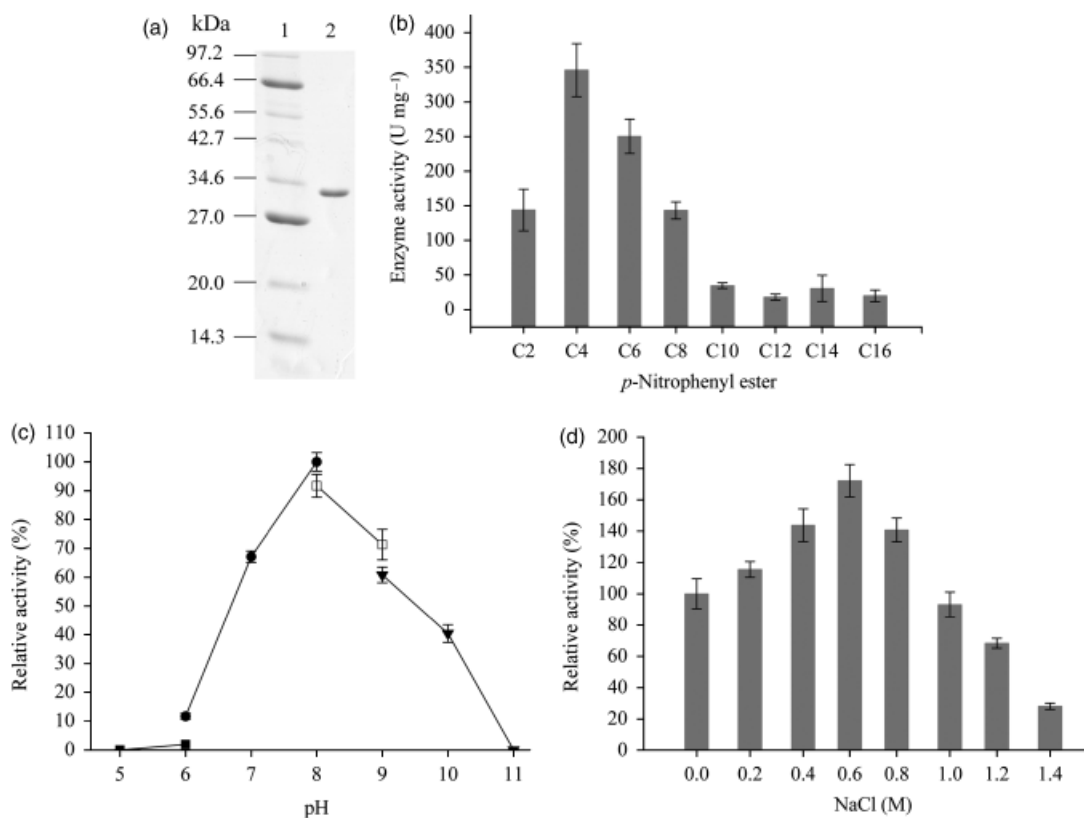 (a)
kDa 1 2
97.2
66.4
55.6
42.7
34.6
27.0
20.0
14.3
(b)
Enzyme activity (U mg⁻¹)
400
350
300
250
200
150
100
50
0
C2 C4 C6 C8 C10 C12 C14 C16
p-Nitrophenyl ester
(c)
Relative activity (%)
110
100
90
80
70
60
50
40
30
20
10
0
5 6 7 8 9 10 11
pH
(d)
Relative activity (%)
200
180
160
140
120
100
80
60
40
20
0
0.0 0.2 0.4 0.6 0.8 1.0 1.2 1.4
NaCl (M)